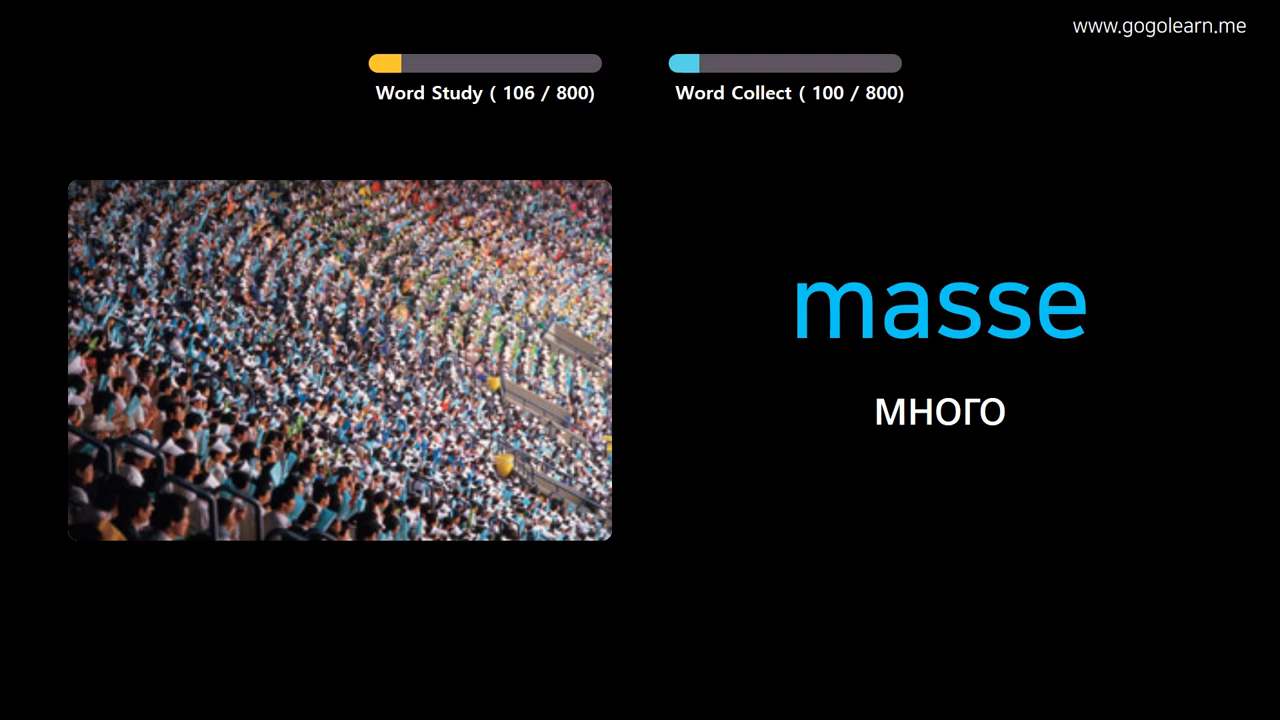 www.gogolearn.me
Word Study ( 106 / 800)
Word Collect ( 100 / 800)
masse
много